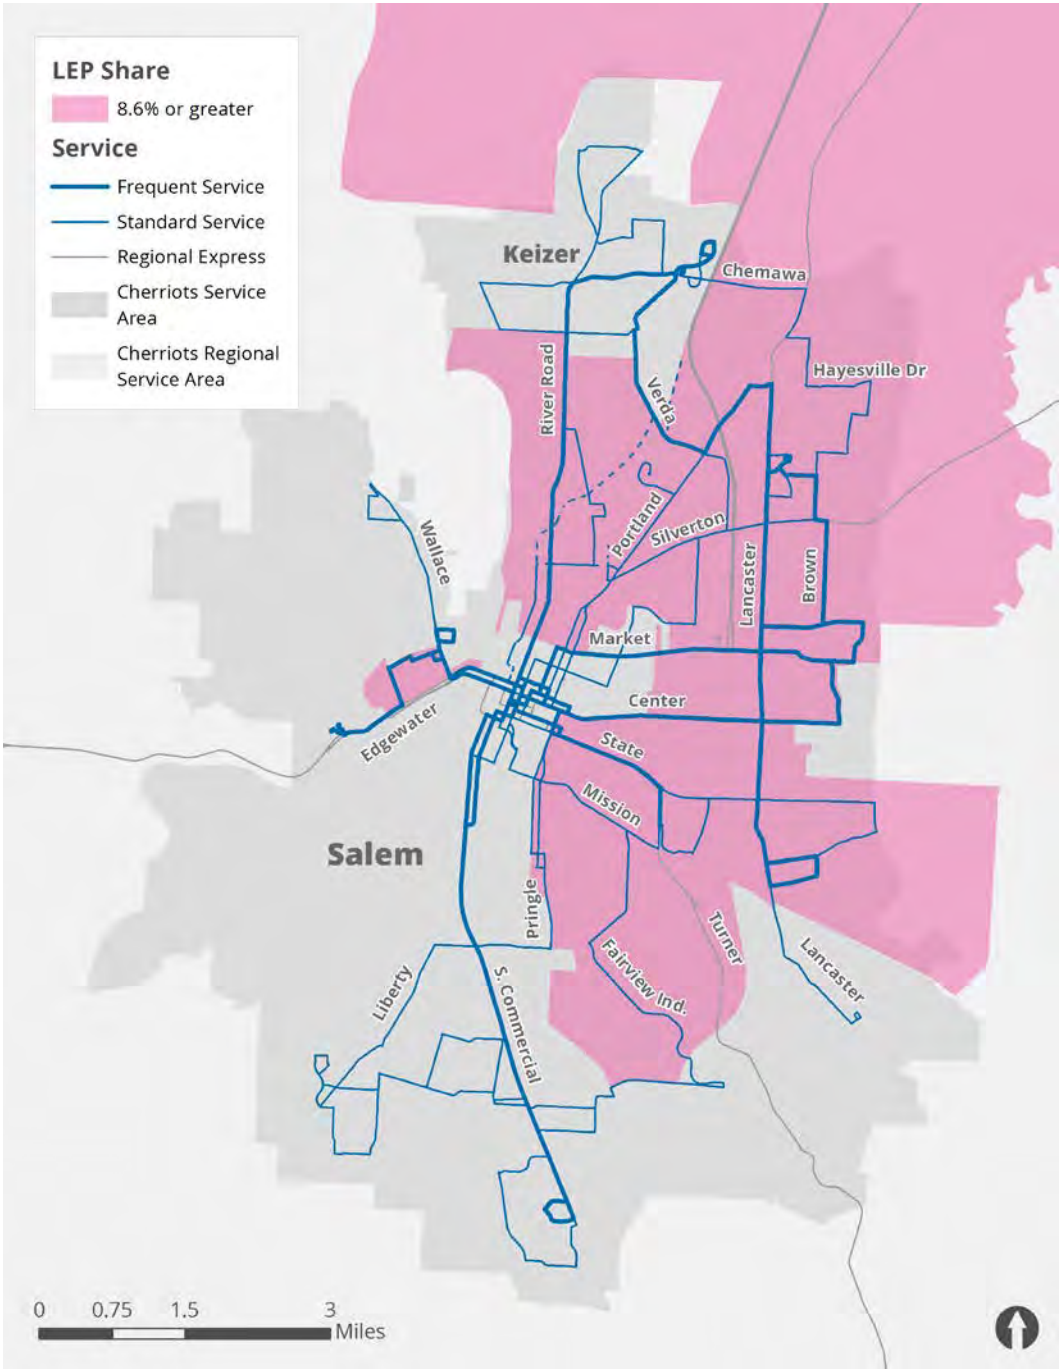 LEP Share
8.6% or greater
Service
Frequent Service
Standard Service
Regional Express
Cherriots Service
Area
Cherriots Regional
Service Area
Keizer
Chemawa
Hayesville Dr
River Road
Verda
Portland
Silverton
Wallace
Lancaster
Brown
Market
Center
Edgewater
State
Mission
Salem
Pringle
Turner
Lancaster
Fairview Ind.
Liberty
S. Commercial
0 0.75 1.5 3
Miles